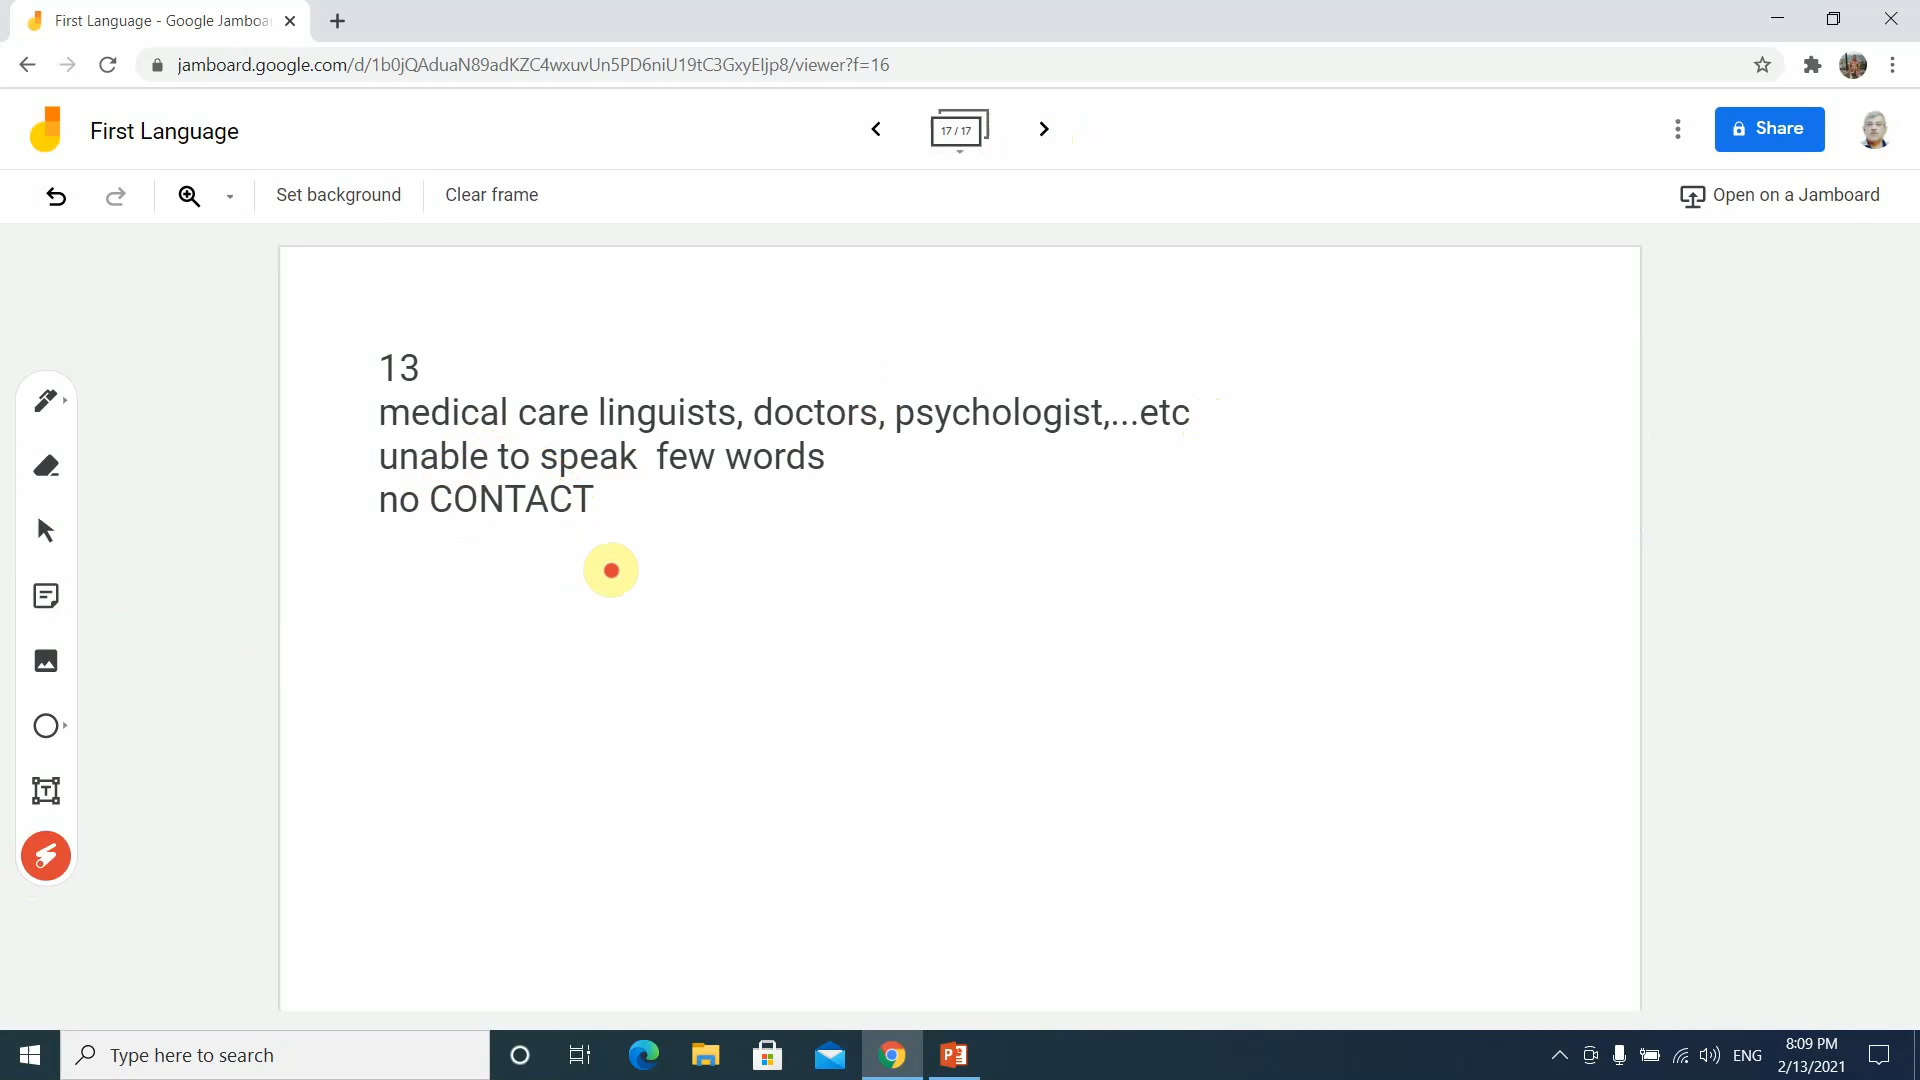 First Language - Google Jamboa
jamboard.google.com/d/1b0jQAduaN89adKZC4wxuvUn5PD6niU19tC3GxyEIjp8/viewer?f=16
First Language
17 / 17
Share
Set background
Clear frame
Open on a Jamboard
13
medical care linguists, doctors, psychologist,...etc
unable to speak  few words
no CONTACT
Type here to search
ENG
8:09 PM
2/13/2021